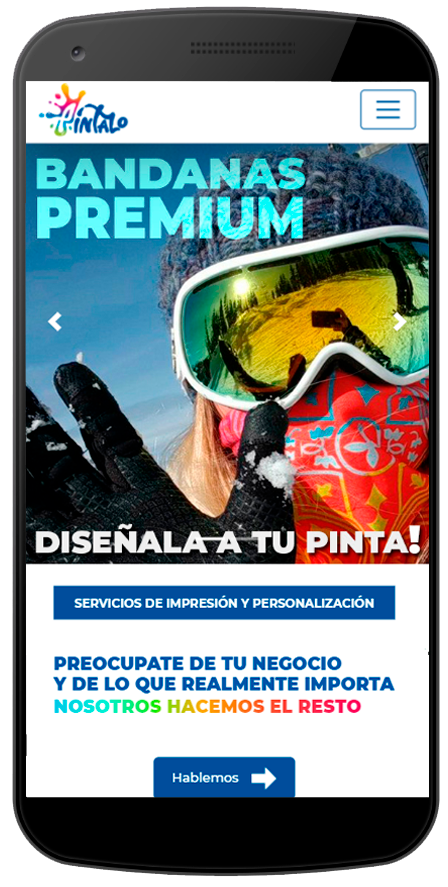 PINTALO
BANDANAS
PREMIUM
DISEÑALA A TU PINTA!
SERVICIOS DE IMPRESIÓN Y PERSONALIZACIÓN
PREOCUPATE DE TU NEGOCIO
Y DE LO QUE REALMENTE IMPORTA
NOSOTROS HACEMOS EL RESTO
Hablemos